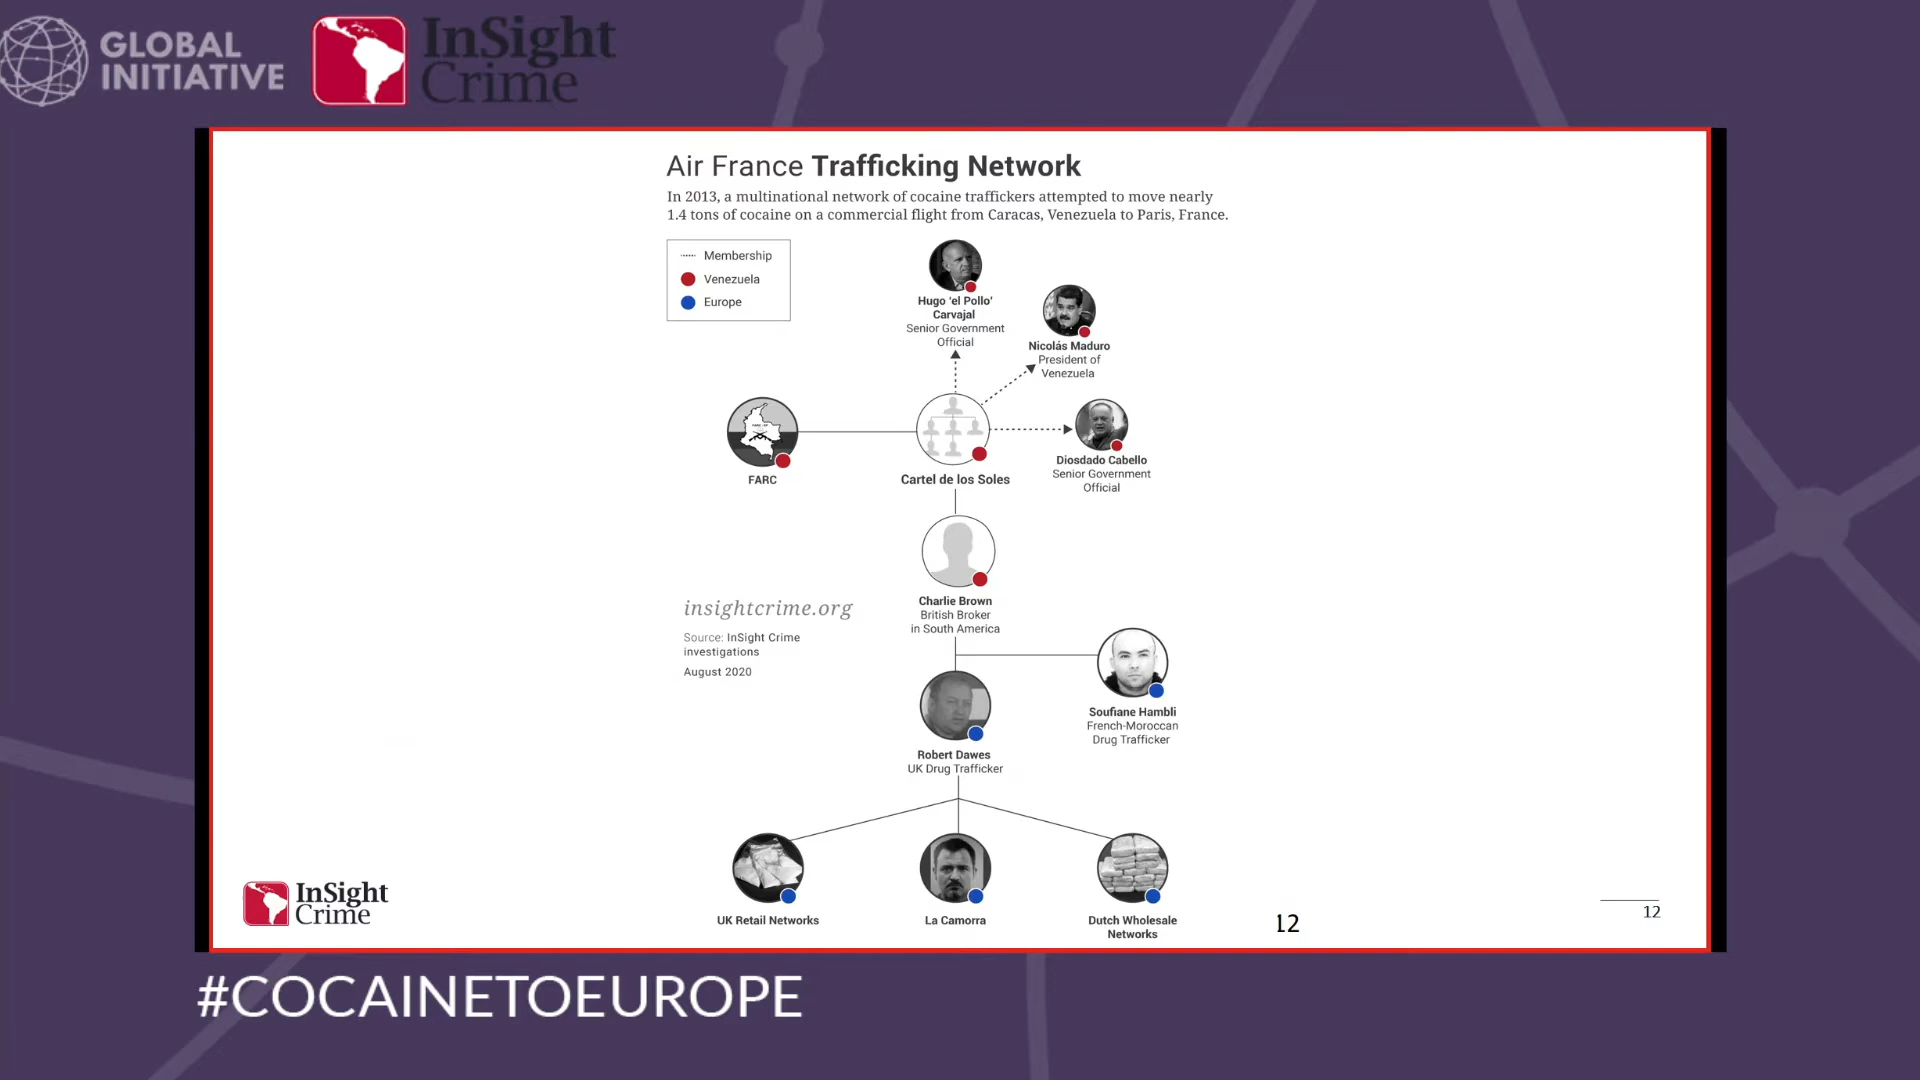 GLOBAL
INITIATIVE
InSight
Crime
Air France Trafficking Network
In 2013, a multinational network of cocaine traffickers attempted to move nearly
1.4 tons of cocaine on a commercial flight from Caracas, Venezuela to Paris, France.
Membership
Venezuela
Europe
Hugo ‘el Pollo’
Carvajal
Senior Government
Official
Nicolás Maduro
President of
Venezuela
FARC
Cartel de los Soles
Diosdado Cabello
Senior Government
Official
Charlie Brown
British Broker
in South America
insightcrime.org
Source: InSight Crime
investigations
August 2020
Soufiane Hambli
French-Moroccan
Drug Trafficker
Robert Dawes
UK Drug Trafficker
UK Retail Networks
La Camorra
Dutch Wholesale
Networks
InSight
Crime
12
12
#COCAINETOEUROPE